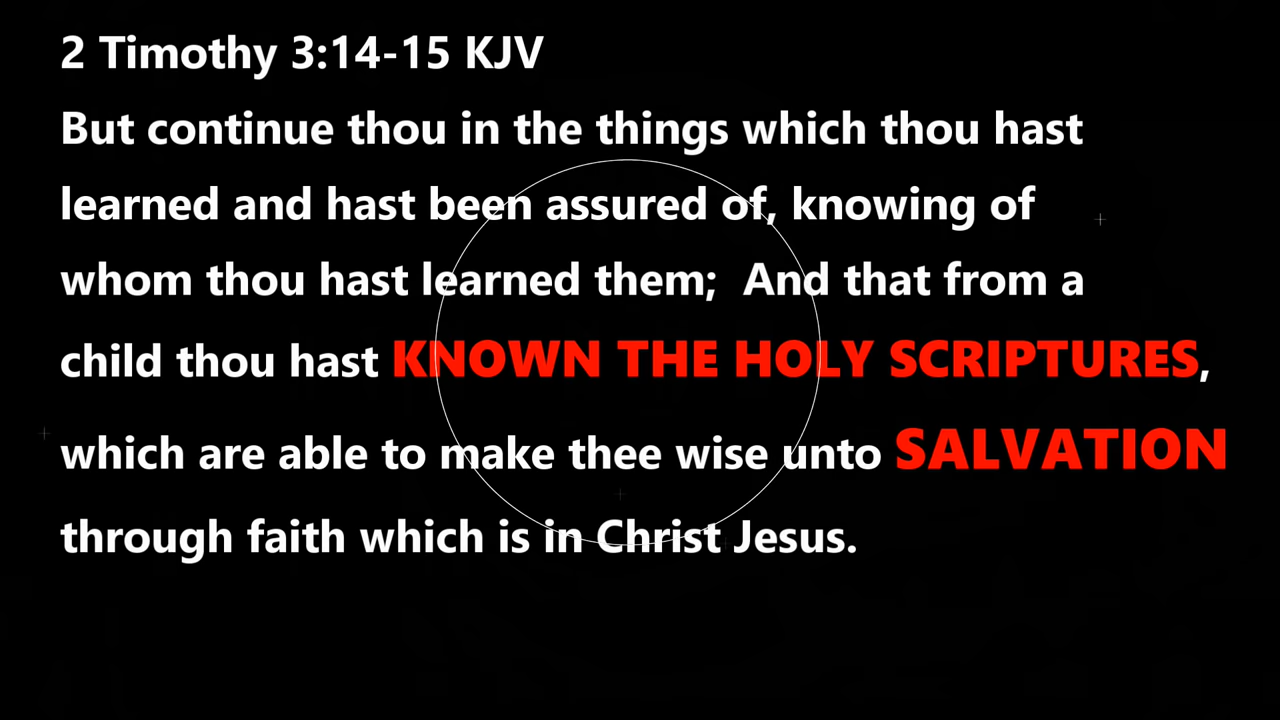 2 Timothy 3:14-15 KJV
But continue thou in the things which thou hast
learned and hast been assured of, knowing of
whom thou hast learned them;  And that from a
child thou hast KNOWN THE HOLY SCRIPTURES,
which are able to make thee wise unto SALVATION
through faith which is in Christ Jesus.